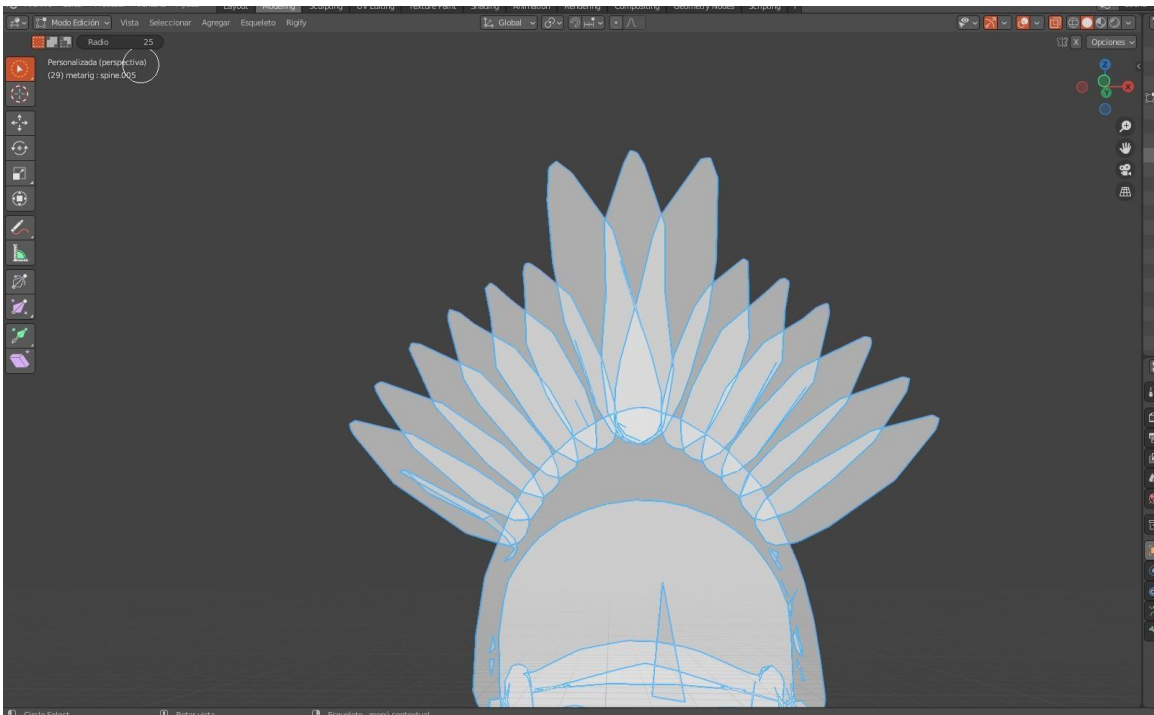 Layout Modeling Sculpting UV Editing Texture Paint Shading Animation Rendering Compositing Geometry Nodes Scripting +
Modo Edición Vista Seleccionar Agregar Esqueleto Rigify Global
Radio 25 X Opciones
Personalizada (perspectiva)
(29) metarig : spine.005
Z
X
Y
Circle Select Rotar vista Esqueleto - menú contextual